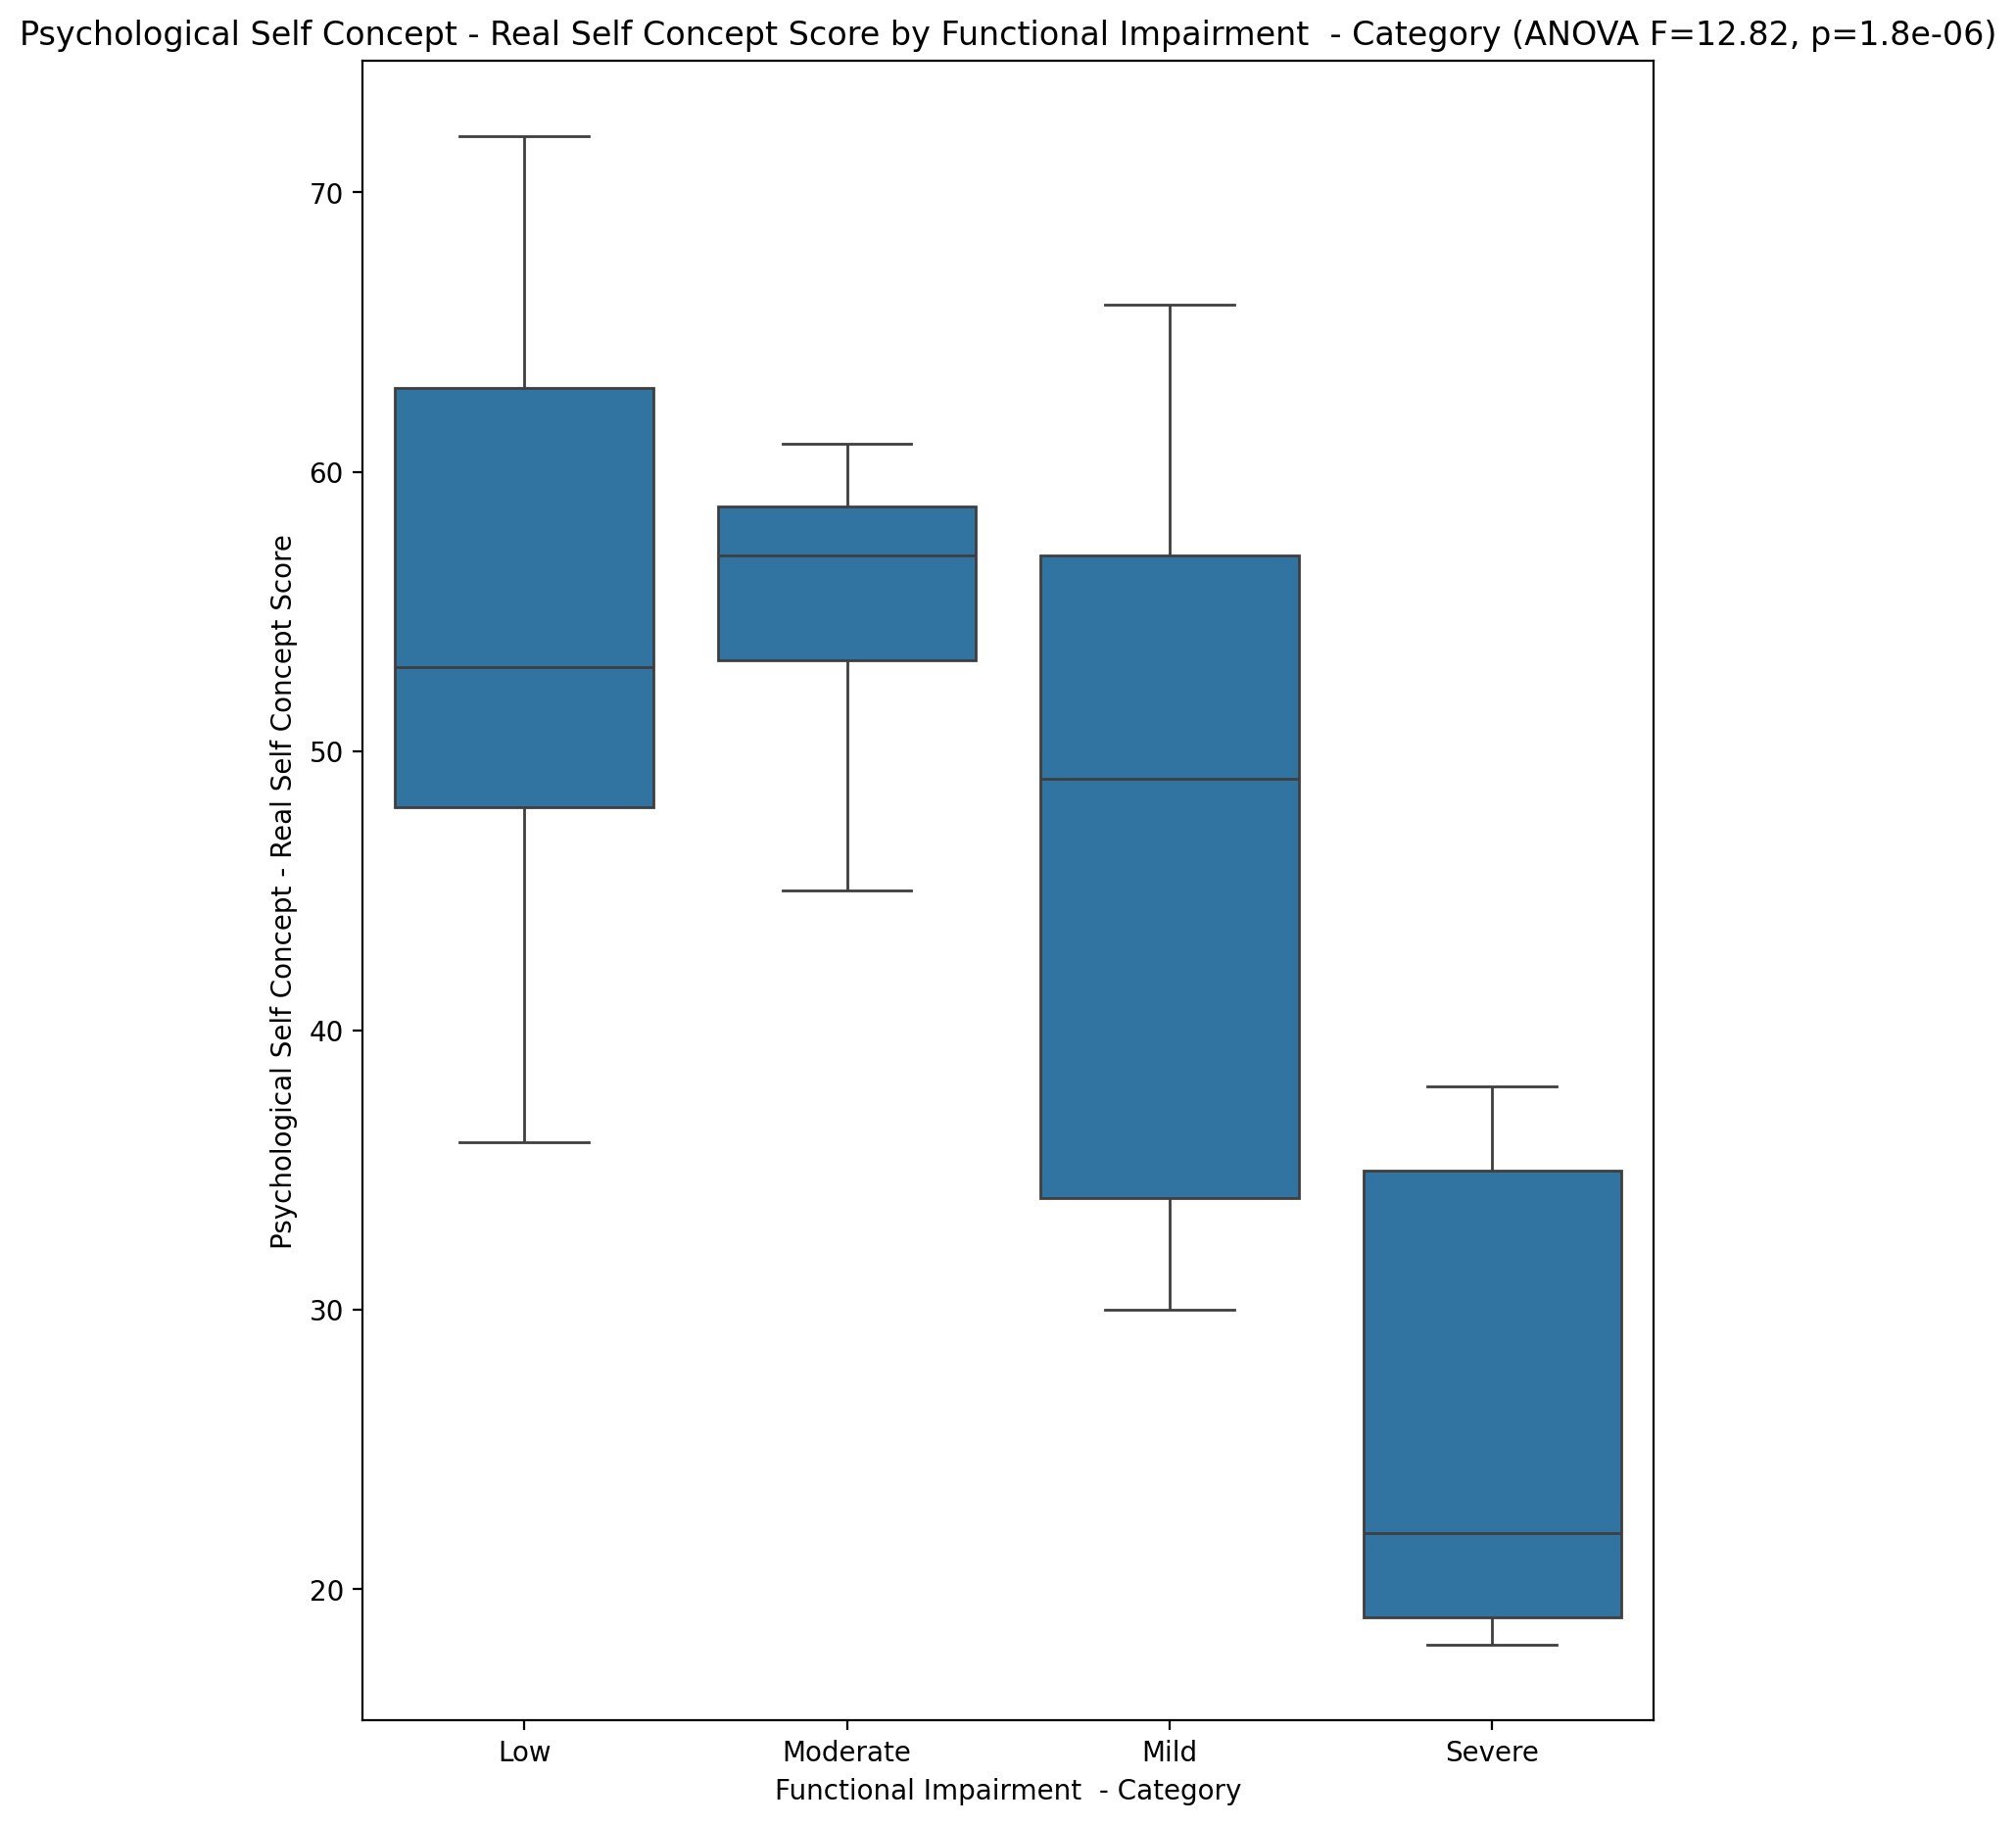 Psychological Self Concept - Real Self Concept Score by Functional Impairment  - Category (ANOVA F=12.82, p=1.8e-06)
Psychological Self Concept - Real Self Concept Score
70
60
50
40
30
20
Low
Moderate
Mild
Severe
Functional Impairment  - Category